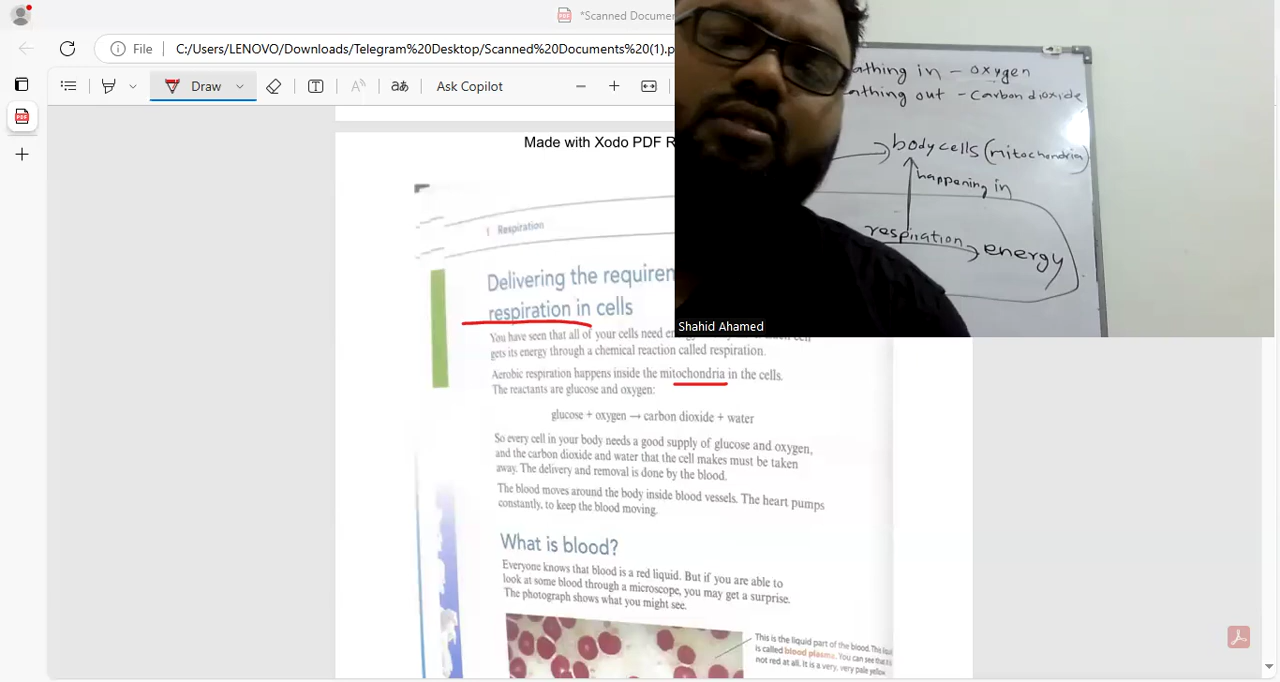 *Scanned Docume
File
C:/Users/LENOVO/Downloads/Telegram%20Desktop/Scanned%20Documents%20(1).p
Draw
Ask Copilot
Made with Xodo PDF R
1 Respiration
Delivering the requirem
respiration in cells
You have seen that all of your cells need
gets its energy through a chemical reaction called respiration.
Aerobic respiration happens inside the mitochondria in the cells.
The reactants are glucose and oxygen:
glucose + oxygen → carbon dioxide + water
So every cell in your body needs a good supply of glucose and oxygen,
and the carbon dioxide and water that the cell makes must be taken
away. The delivery and removal is done by the blood.
The blood moves around the body inside blood vessels. The heart pumps
constantly, to keep the blood moving.
What is blood?
Everyone knows that blood is a red liquid. But if you are able to
look at some blood through a microscope, you may get a surprise.
The photograph shows what you might see.
This is the liquid part of the blood. This
is called blood plasma. You can see that
not red at all. It is a very, very pale yellow
athing in - oxygen
athing out - carbon dioxide
body cells (mitochondria
happening in
respiration → energy
Shahid Ahamed